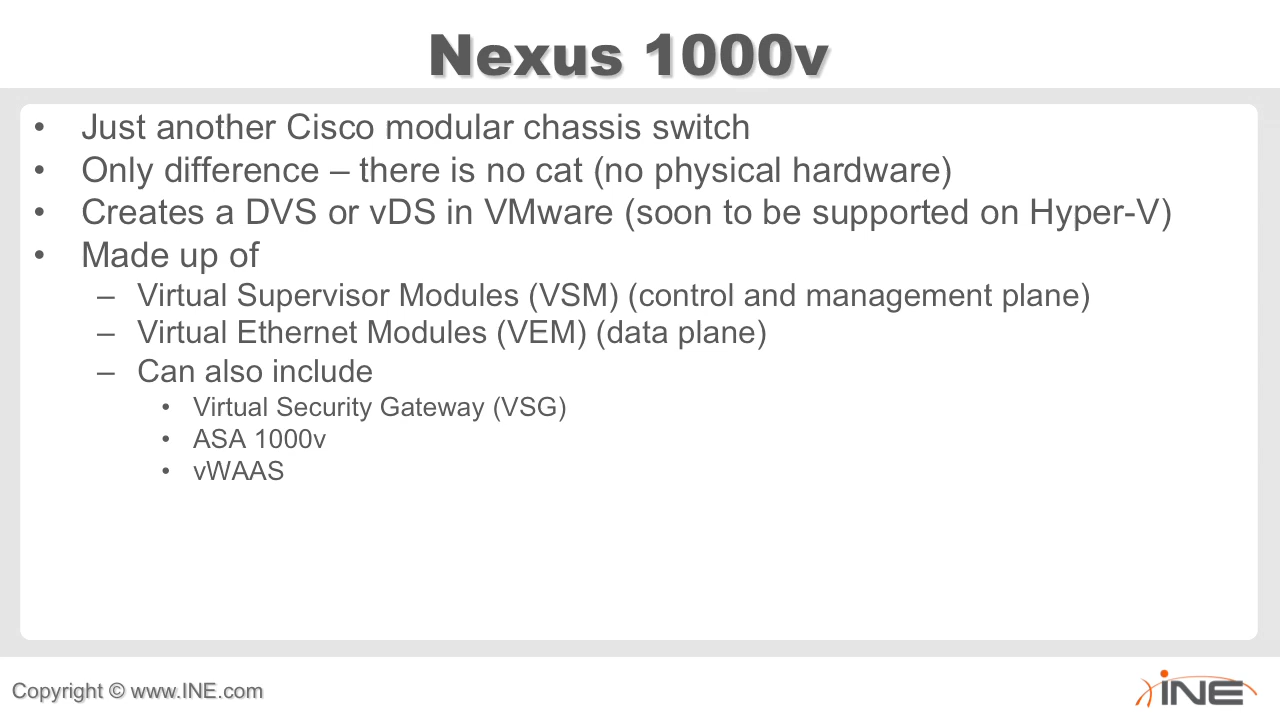 Nexus 1000v
• Just another Cisco modular chassis switch
• Only difference – there is no cat (no physical hardware)
• Creates a DVS or vDS in VMware (soon to be supported on Hyper-V)
• Made up of
– Virtual Supervisor Modules (VSM) (control and management plane)
– Virtual Ethernet Modules (VEM) (data plane)
– Can also include
• Virtual Security Gateway (VSG)
• ASA 1000v
• vWAAS
Copyright © www.INE.com
iNE